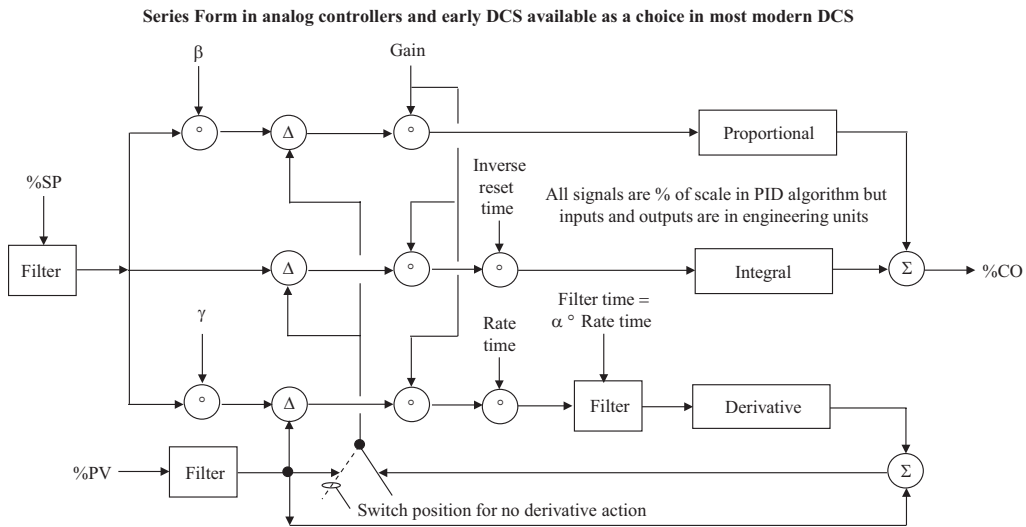 Series Form in analog controllers and early DCS available as a choice in most modern DCS
β
Gain
°
Δ
°
Proportional
%SP
Inverse
reset
time
All signals are % of scale in PID algorithm but
inputs and outputs are in engineering units
Filter
Δ
°
°
Integral
Σ
%CO
γ
Rate
time
Filter time =
α ° Rate time
°
Δ
°
°
Filter
Derivative
%PV
Filter
Σ
Switch position for no derivative action